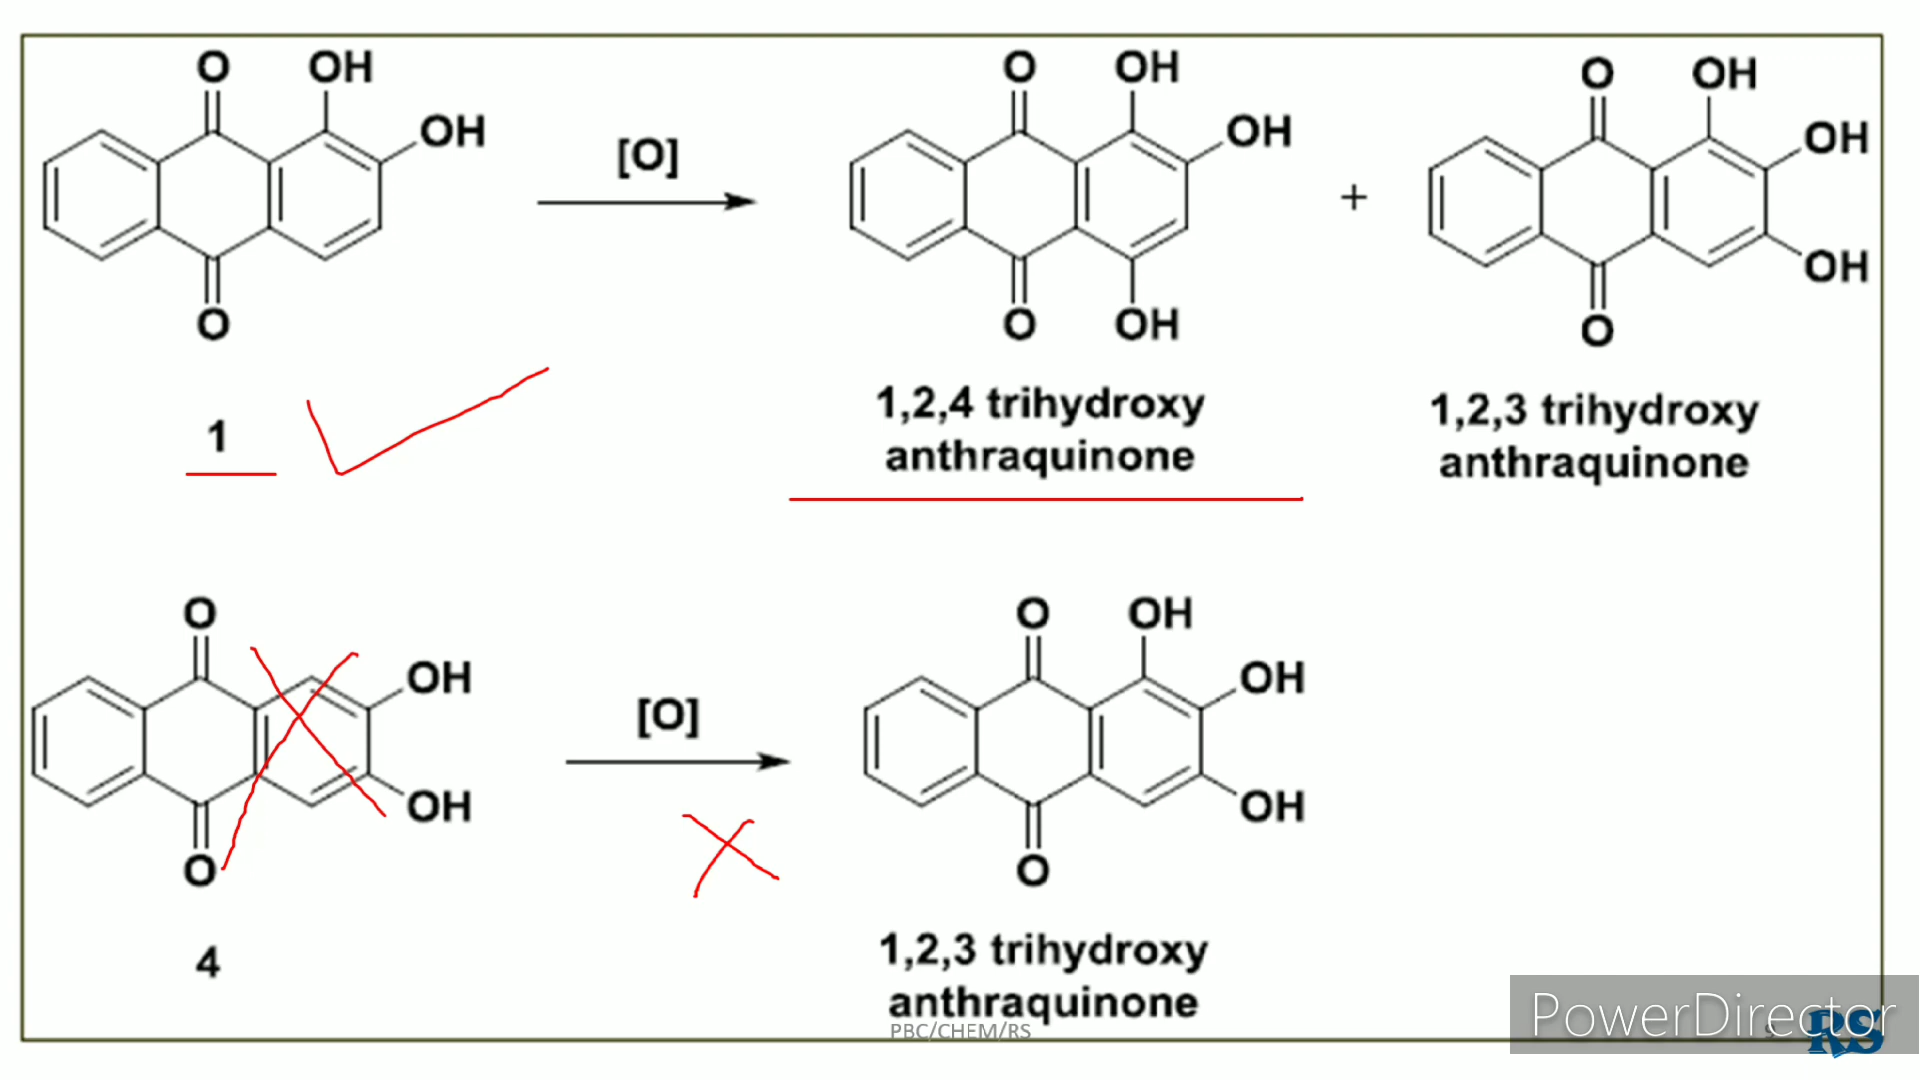 O OH
OH
[O]
O
O OH
OH
O OH
+
O OH
OH
OH
O
1
1,2,4 trihydroxy
anthraquinone
1,2,3 trihydroxy
anthraquinone
O
OH
OH
O
[O]
O OH
OH
OH
O
4
1,2,3 trihydroxy
anthraquinone
PBC/CHEM/RS
PowerDirector
RS